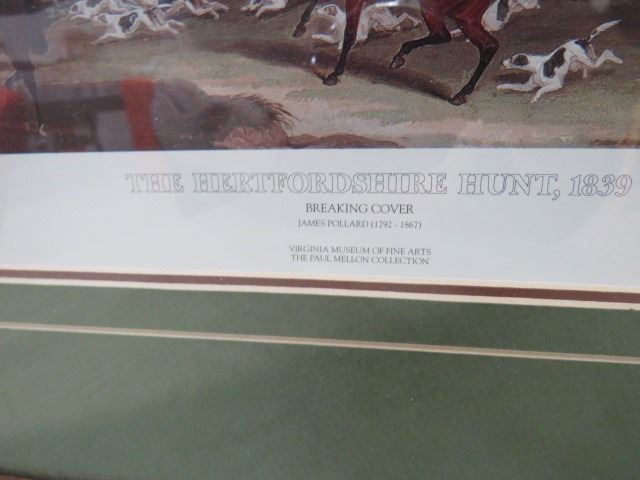 THE HERTFORDSHIRE HUNT, 1839
BREAKING COVER
JAMES POLLARD (1792 - 1867)
VIRGINIA MUSEUM OF FINE ARTS
THE PAUL MELLON COLLECTION